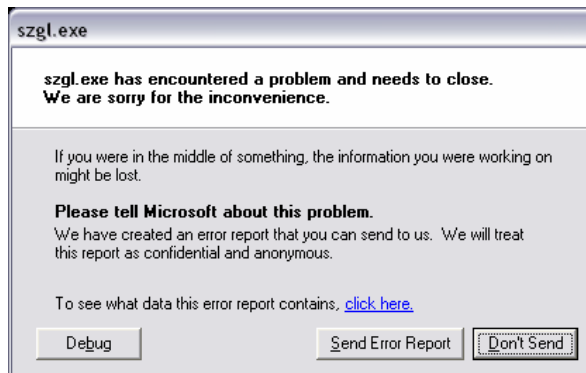 szgl.exe
szgl.exe has encountered a problem and needs to close.
We are sorry for the inconvenience.
If you were in the middle of something, the information you were working on
might be lost.
Please tell Microsoft about this problem.
We have created an error report that you can send to us. We will treat
this report as confidential and anonymous.
To see what data this error report contains, click here.
Debug
Send Error Report
Don't Send